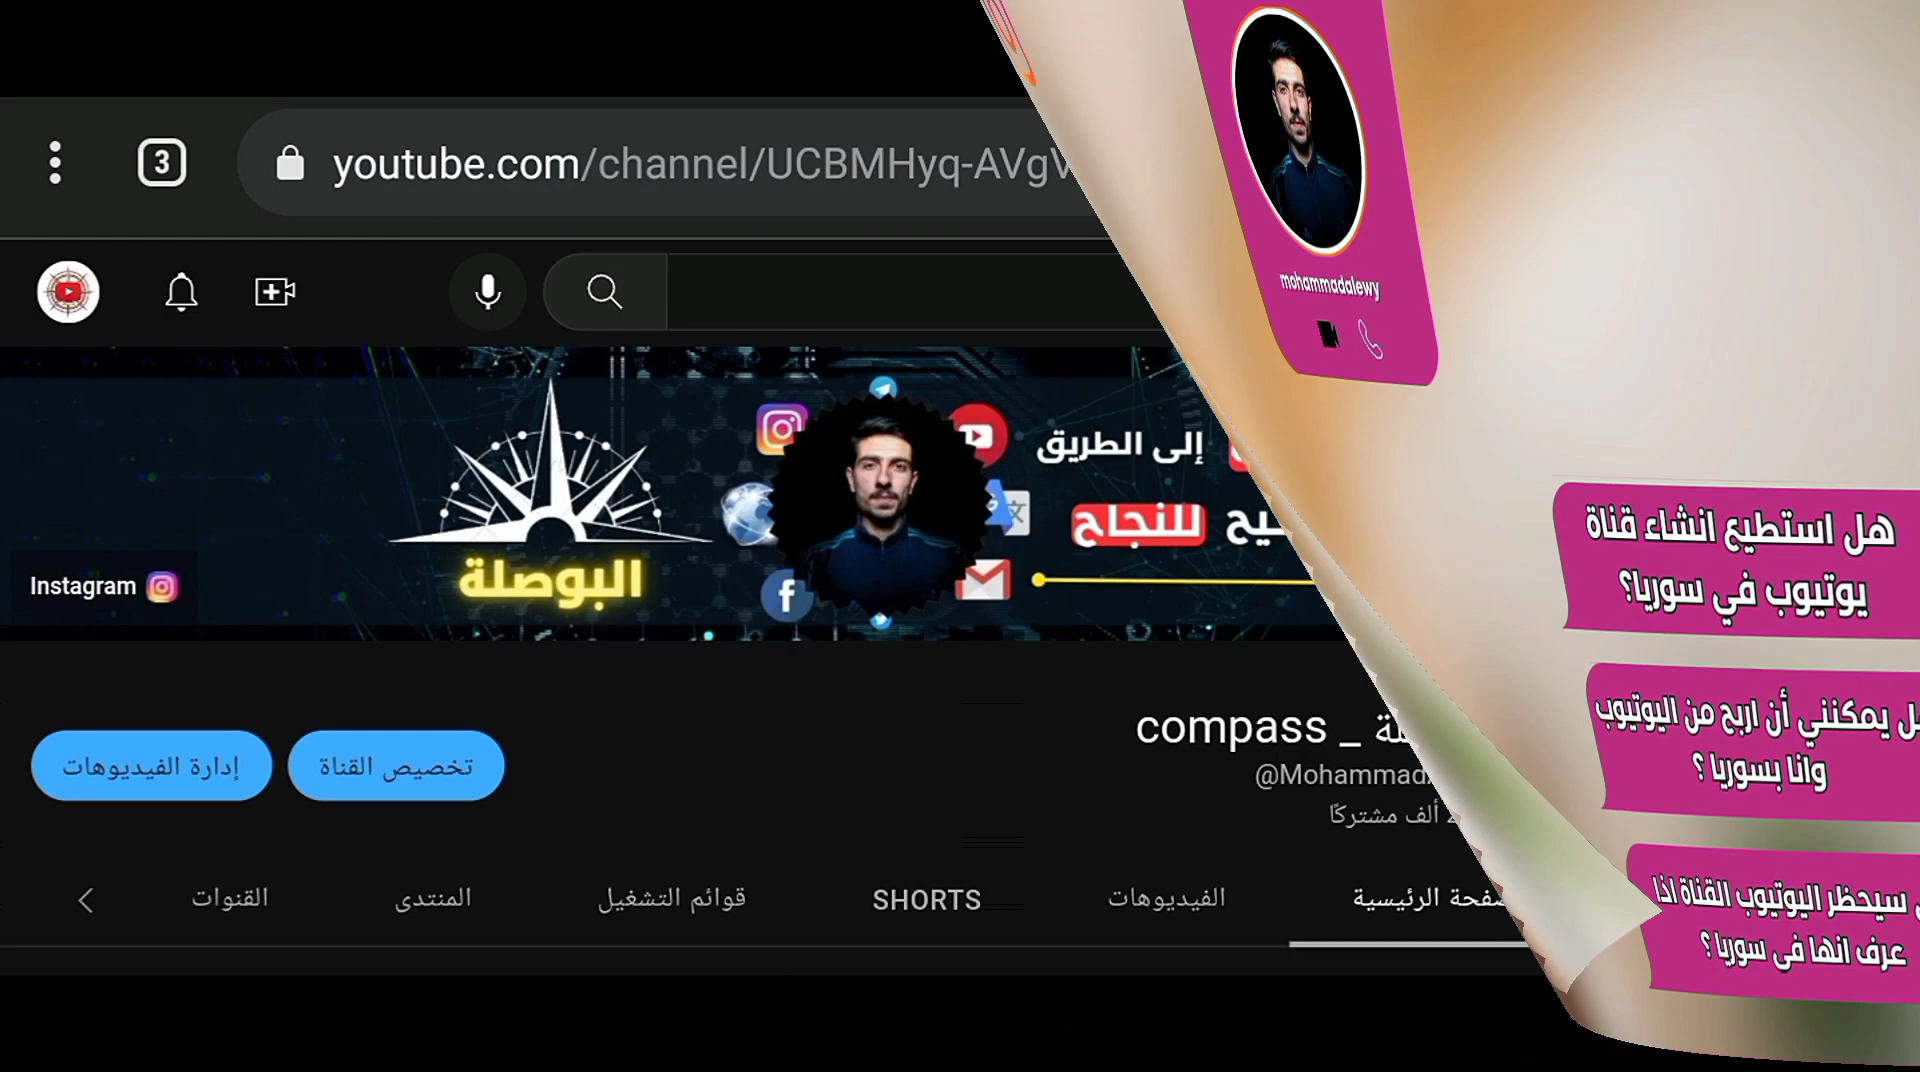 3
youtube.com/channel/UCBMHyq-AVgV
إلى الطريق
للنجاح
البوصلة
Instagram
compass _
@Mohammad
ألف مشتركًا
تخصيص القناة
إدارة الفيديوهات
الرئيسية
الفيديوهات
SHORTS
قوائم التشغيل
المنتدى
القنوات
mohammadalewy
هل استطيع انشاء قناة
يوتيوب في سوريا؟
يمكنني أن اربح من اليوتيوب
وانا بسوريا ؟
سيحظر اليوتيوب القناة اذا
عرف انها في سوريا ؟